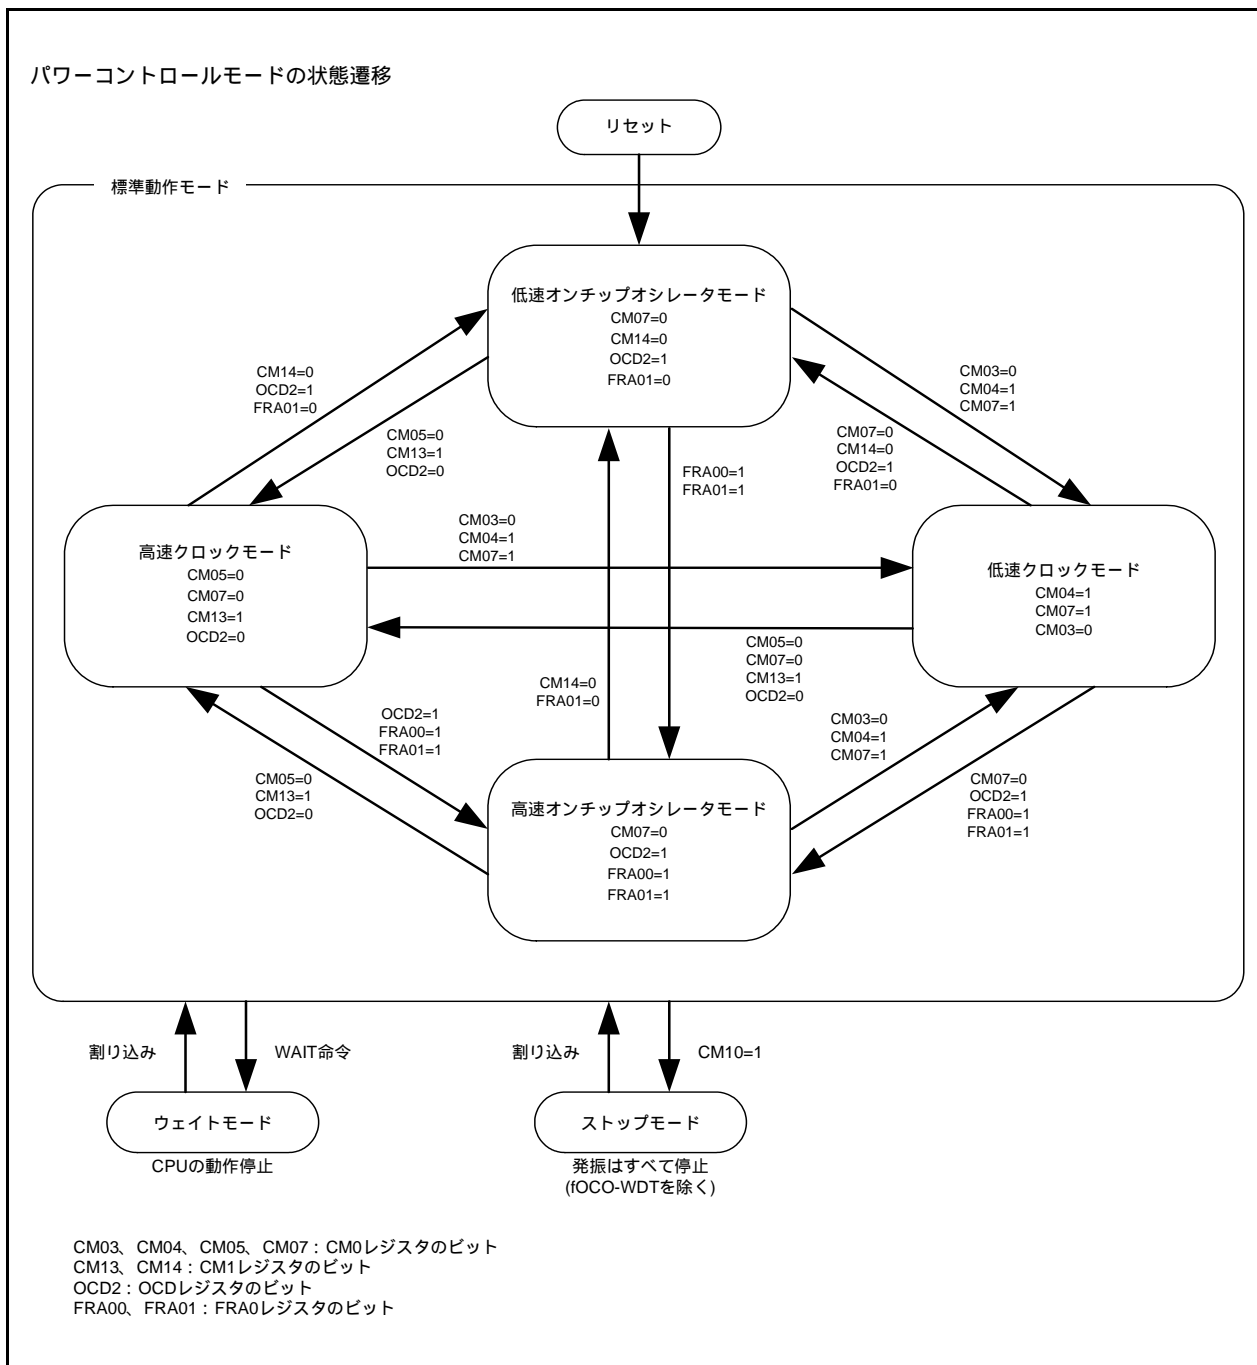 パワーコントロールモードの状態遷移
リセット
標準動作モード
低速オンチップオシレータモード
CM07=0
CM14=0
OCD2=1
FRA01=0
CM14=0
OCD2=1
FRA01=0
CM05=0
CM13=1
OCD2=0
CM03=0
CM04=1
CM07=1
CM07=0
CM14=0
OCD2=1
FRA01=0
FRA00=1
FRA01=1
高速クロックモード
CM05=0
CM07=0
CM13=1
OCD2=0
CM03=0
CM04=1
CM07=1
低速クロックモード
CM04=1
CM07=1
CM03=0
CM05=0
CM07=0
CM13=1
OCD2=0
CM14=0
FRA01=0
OCD2=1
FRA00=1
FRA01=1
CM05=0
CM13=1
OCD2=0
CM03=0
CM04=1
CM07=1
CM07=0
OCD2=1
FRA00=1
FRA01=1
高速オンチップオシレータモード
CM07=0
OCD2=1
FRA00=1
FRA01=1
割り込み
WAIT命令
割り込み
CM10=1
ウェイトモード
CPUの動作停止
ストップモード
発振はすべて停止
(fOCO-WDTを除く)
CM03、CM04、CM05、CM07：CM0レジスタのビット
CM13、CM14：CM1レジスタのビット
OCD2：OCDレジスタのビット
FRA00、FRA01：FRA0レジスタのビット